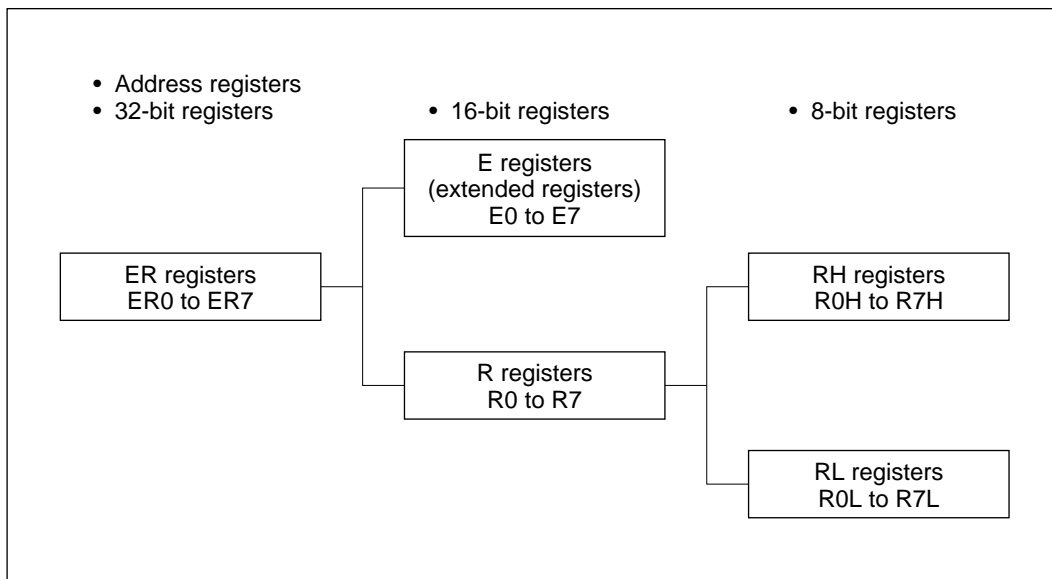 • Address registers
• 32-bit registers
• 16-bit registers
• 8-bit registers
E registers
(extended registers)
E0 to E7
ER registers
ER0 to ER7
RH registers
R0H to R7H
R registers
R0 to R7
RL registers
R0L to R7L